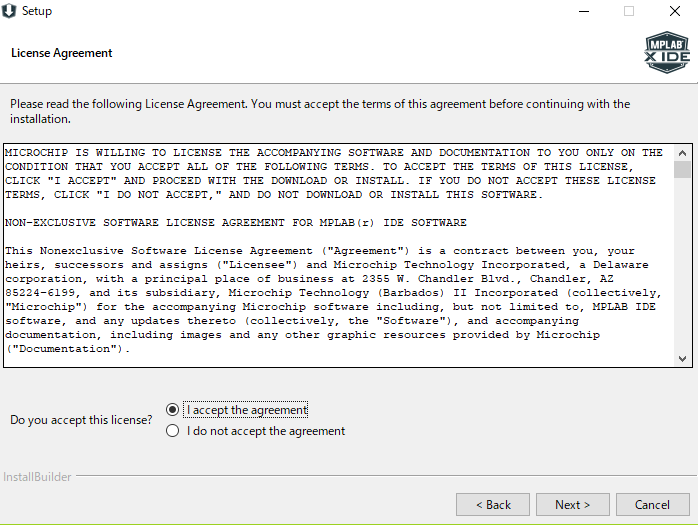 Setup
License Agreement
MPLAB®
X IDE
Please read the following License Agreement. You must accept the terms of this agreement before continuing with the
installation.
MICROCHIP IS WILLING TO LICENSE THE ACCOMPANYING SOFTWARE AND DOCUMENTATION TO YOU ONLY ON THE
CONDITION THAT YOU ACCEPT ALL OF THE FOLLOWING TERMS. TO ACCEPT THE TERMS OF THIS LICENSE,
CLICK "I ACCEPT" AND PROCEED WITH THE DOWNLOAD OR INSTALL. IF YOU DO NOT ACCEPT THESE LICENSE
TERMS, CLICK "I DO NOT ACCEPT," AND DO NOT DOWNLOAD OR INSTALL THIS SOFTWARE.
NON-EXCLUSIVE SOFTWARE LICENSE AGREEMENT FOR MPLAB(r) IDE SOFTWARE
This Nonexclusive Software License Agreement ("Agreement") is a contract between you, your
heirs, successors and assigns ("Licensee") and Microchip Technology Incorporated, a Delaware
corporation, with a principal place of business at 2355 W. Chandler Blvd., Chandler, AZ
85224-6199, and its subsidiary, Microchip Technology (Barbados) II Incorporated (collectively,
"Microchip") for the accompanying Microchip software including, but not limited to, MPLAB IDE
software, and any updates thereto (collectively, the "Software"), and accompanying
documentation, including images and any other graphic resources provided by Microchip
("Documentation").
Do you accept this license?
I accept the agreement
I do not accept the agreement
InstallBuilder
< Back
Next >
Cancel